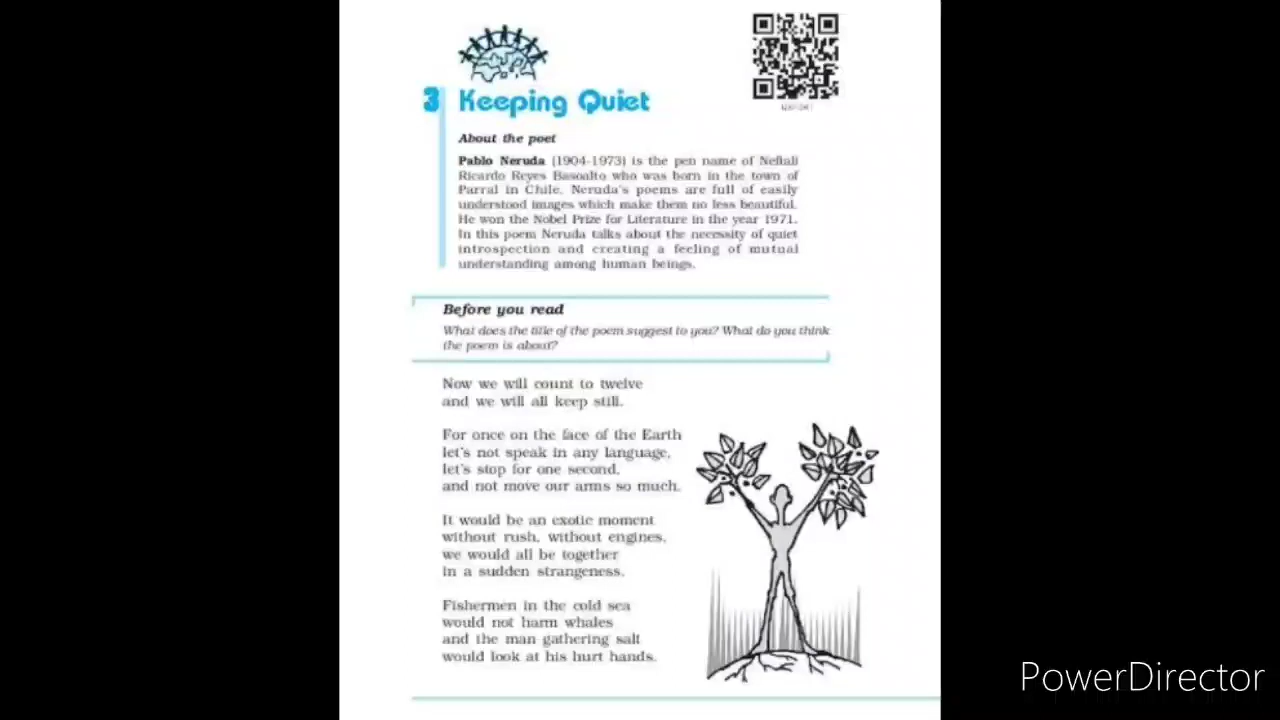 3 Keeping Quiet
About the poet
Pablo Neruda (1904-1973) is the pen name of Neftali
Ricardo Reyes Basoalto who was born in the town of
Parral in Chile. Neruda's poems are full of easily
understood images which make them no less beautiful.
He won the Nobel Prize for Literature in the year 1971.
In this poem Neruda talks about the necessity of quiet
introspection and creating a feeling of mutual
understanding among human beings.
Before you read
What does the title of the poem suggest to you? What do you think
the poem is about?
Now we will count to twelve
and we will all keep still.
For once on the face of the Earth
let's not speak in any language,
let's stop for one second,
and not move our arms so much.
It would be an exotic moment
without rush, without engines,
we would all be together
in a sudden strangeness.
Fishermen in the cold sea
would not harm whales
and the man gathering salt
would look at his hurt hands.
PowerDirector